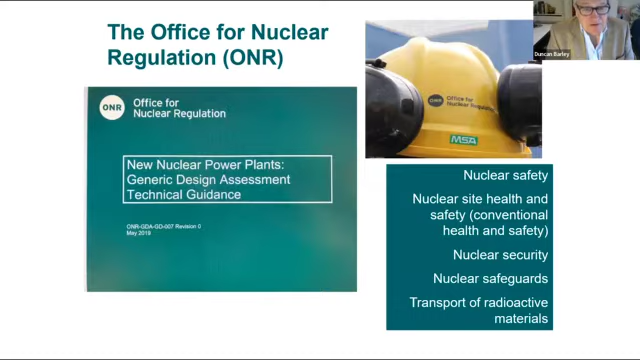 The Office for Nuclear
Regulation (ONR)
Duncan Barley
ONR
Office for
Nuclear Regulation
New Nuclear Power Plants:
Generic Design Assessment
Technical Guidance
ONR-GDA-GD-007 Revision 0
May 2019
ONR
Office for
Nuclear Regulation
MSA
Nuclear safety
Nuclear site health and
safety (conventional
health and safety)
Nuclear security
Nuclear safeguards
Transport of radioactive
materials